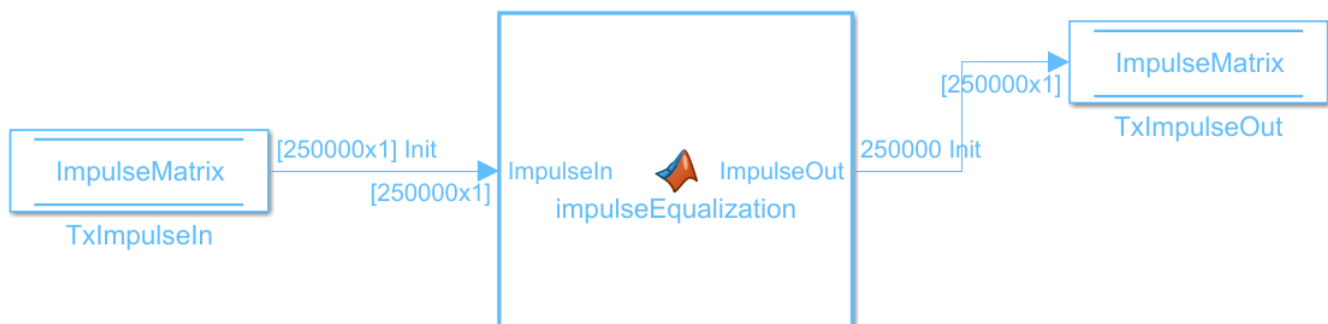 ImpulseMatrix
TxImpulseIn
[250000x1] Init
[250000x1]
ImpulseIn
ImpulseOut
impulseEqualization
250000 Init
[250000x1]
ImpulseMatrix
TxImpulseOut